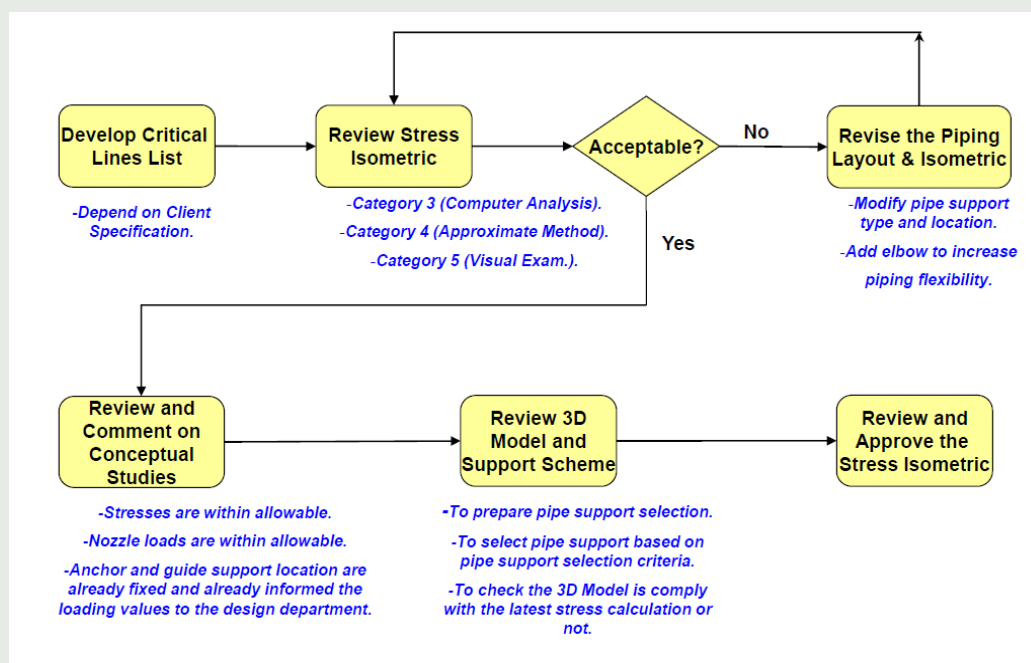 Develop Critical
Lines List
-Depend on Client
Specification.
Review Stress
Isometric
-Category 3 (Computer Analysis).
-Category 4 (Approximate Method).
-Category 5 (Visual Exam.).
Acceptable?
No
Yes
Revise the Piping
Layout & Isometric
-Modify pipe support
type and location.
-Add elbow to increase
piping flexibility.
Review and
Comment on
Conceptual
Studies
-Stresses are within allowable.
-Nozzle loads are within allowable.
-Anchor and guide support location are
already fixed and already informed the
loading values to the design department.
Review 3D
Model and
Support Scheme
-To prepare pipe support selection.
-To select pipe support based on
pipe support selection criteria.
-To check the 3D Model is comply
with the latest stress calculation or
not.
Review and
Approve the
Stress Isometric